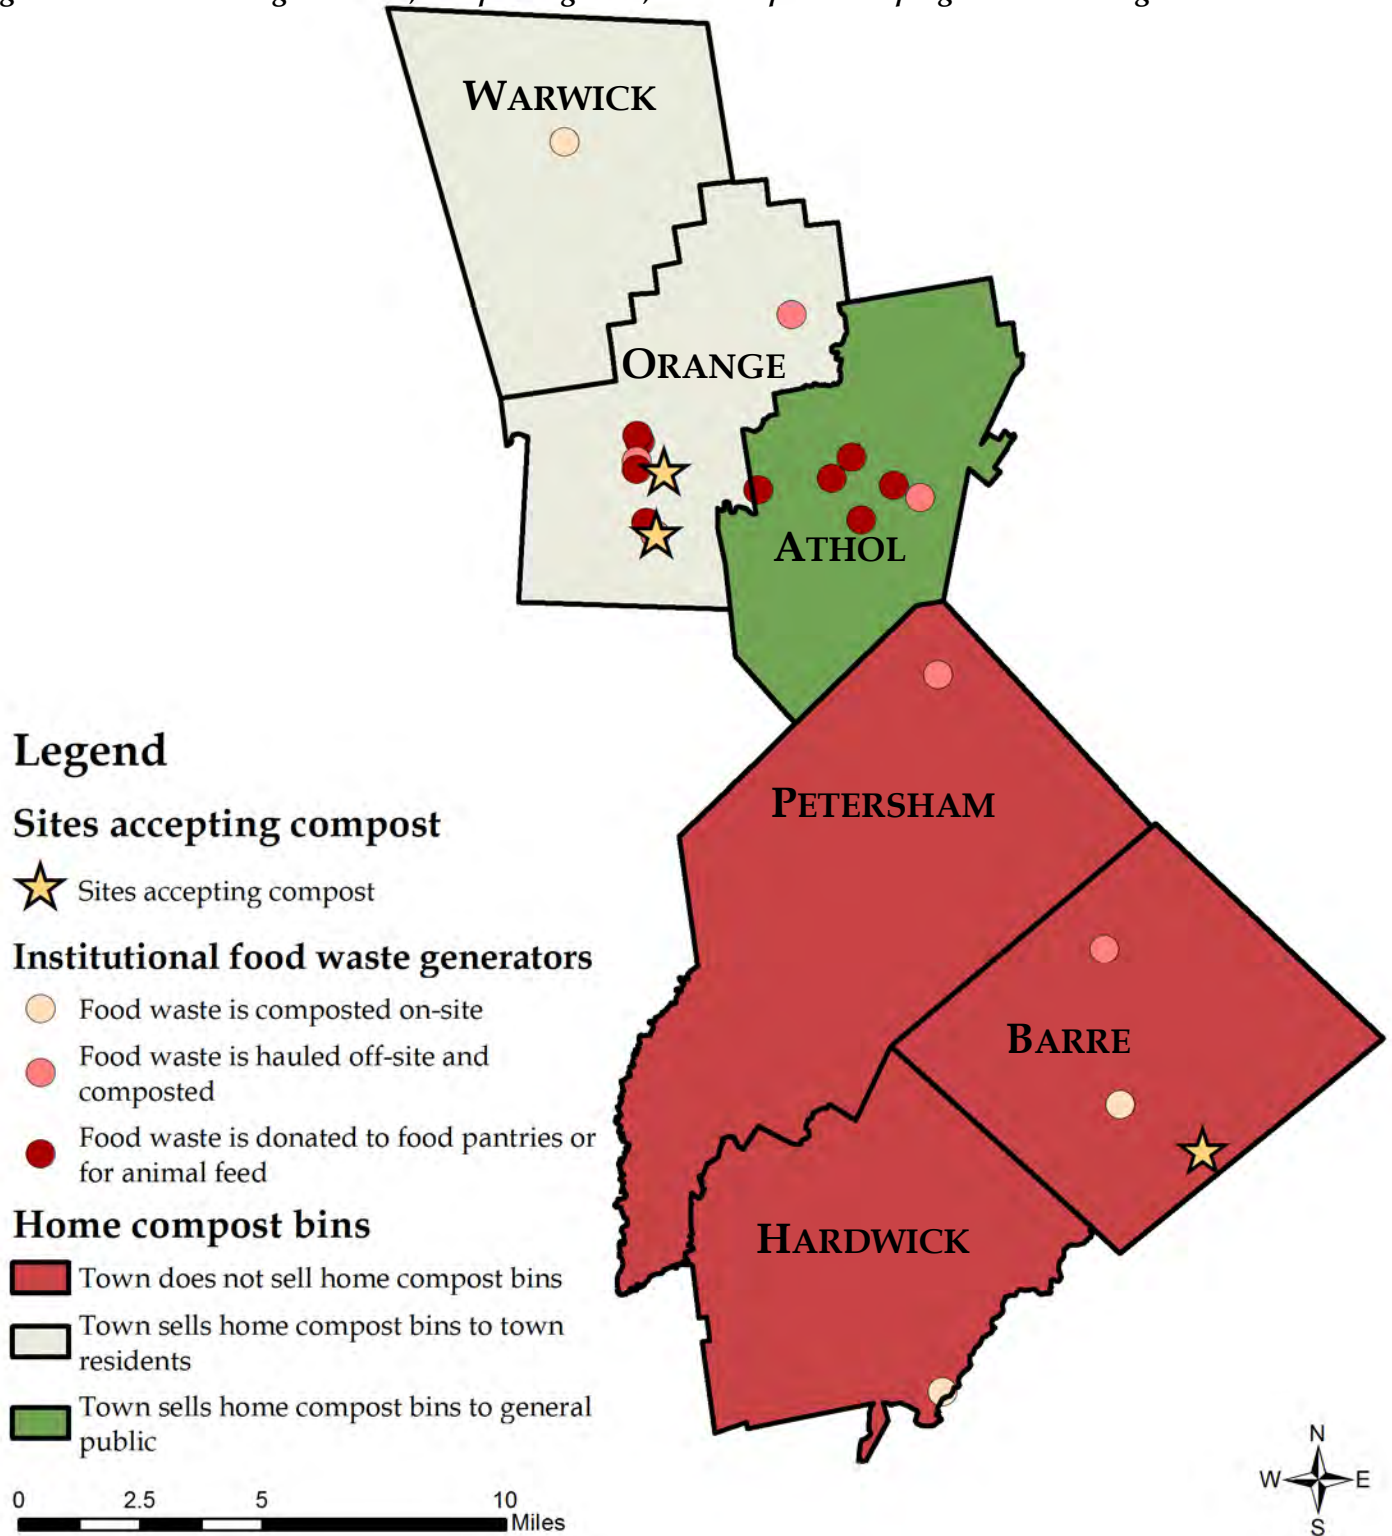 WARWICK
ORANGE
ATHOL
PETERSHAM
BARRE
HARDWICK
Legend
Sites accepting compost
Sites accepting compost
Institutional food waste generators
Food waste is composted on-site
Food waste is hauled off-site and
composted
Food waste is donated to food pantries or
for animal feed
Home compost bins
Town does not sell home compost bins
Town sells home compost bins to town
residents
Town sells home compost bins to general
public
0 2.5 5 10
Miles
N
W E
S